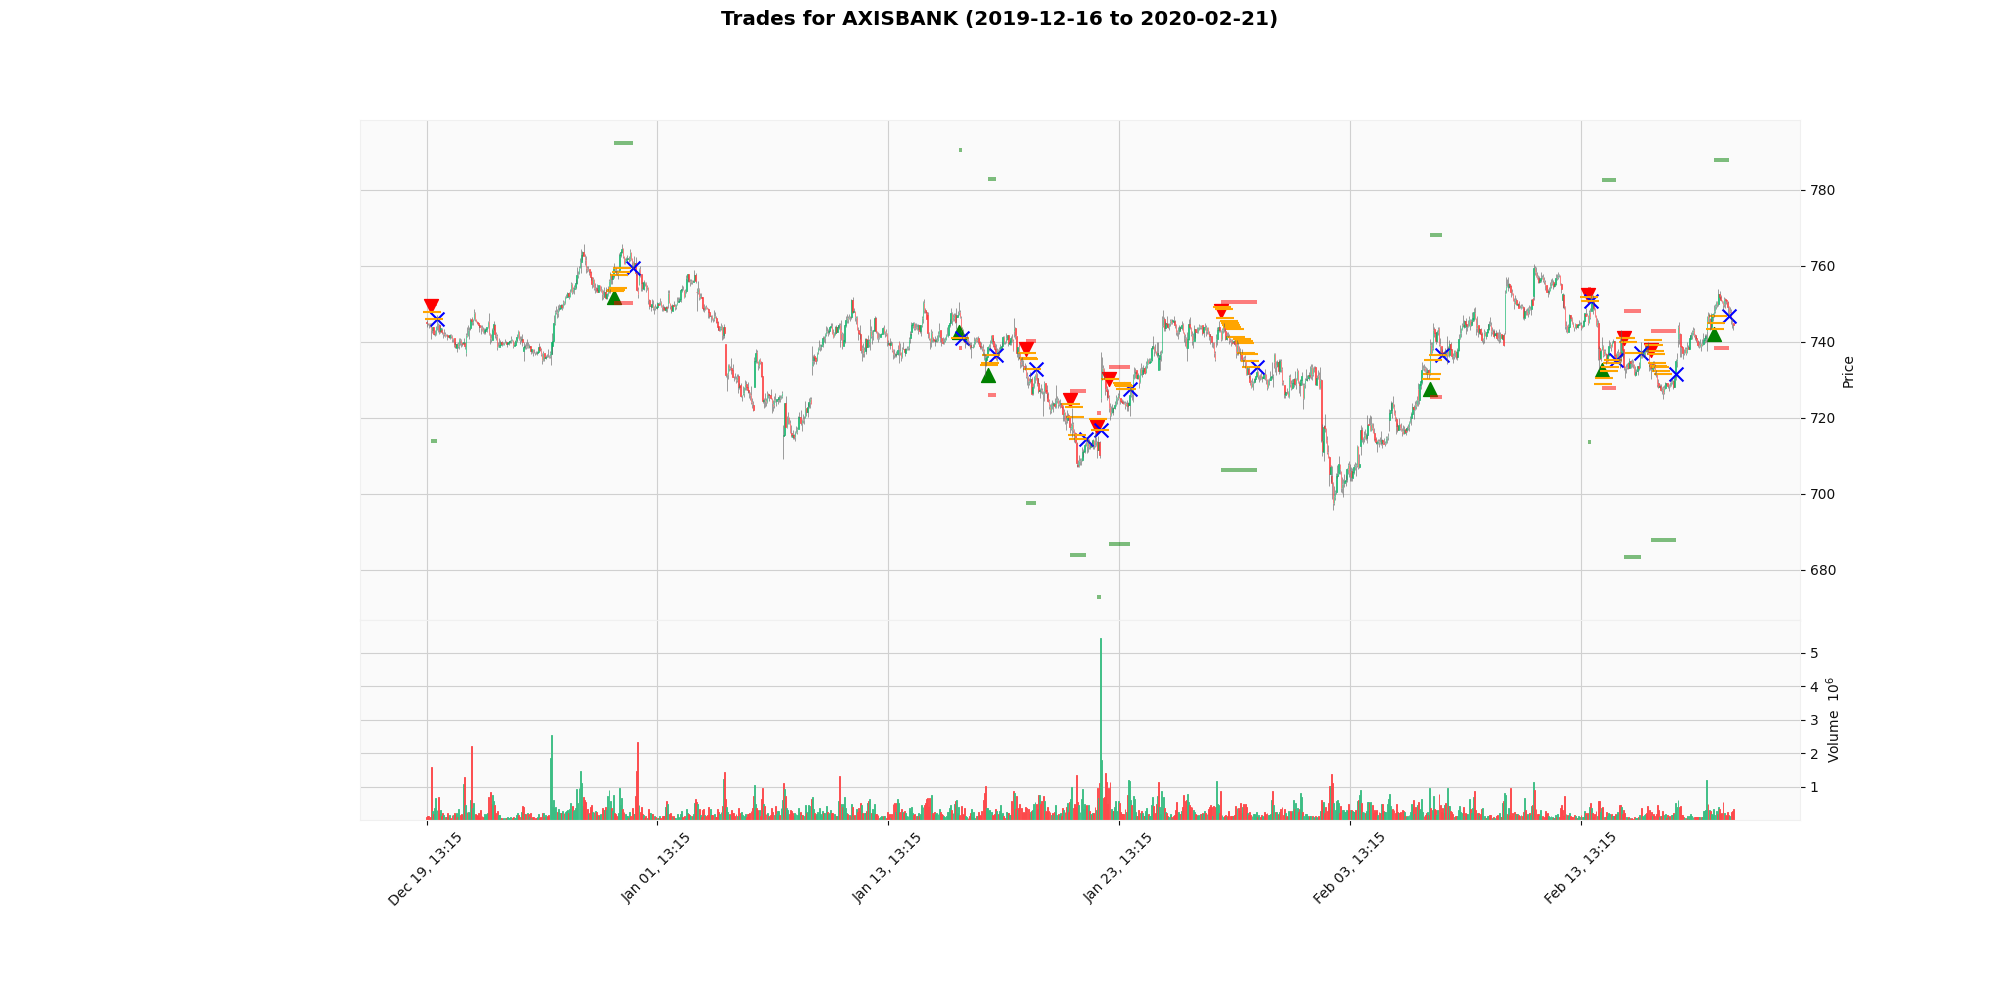 Trades for AXISBANK (2019-12-16 to 2020-02-21)
780
760
740
720
700
680
Price
5
4
3
2
1
Volume 10^6
Dec 19, 13:15
Jan 01, 13:15
Jan 13, 13:15
Jan 23, 13:15
Feb 03, 13:15
Feb 13, 13:15